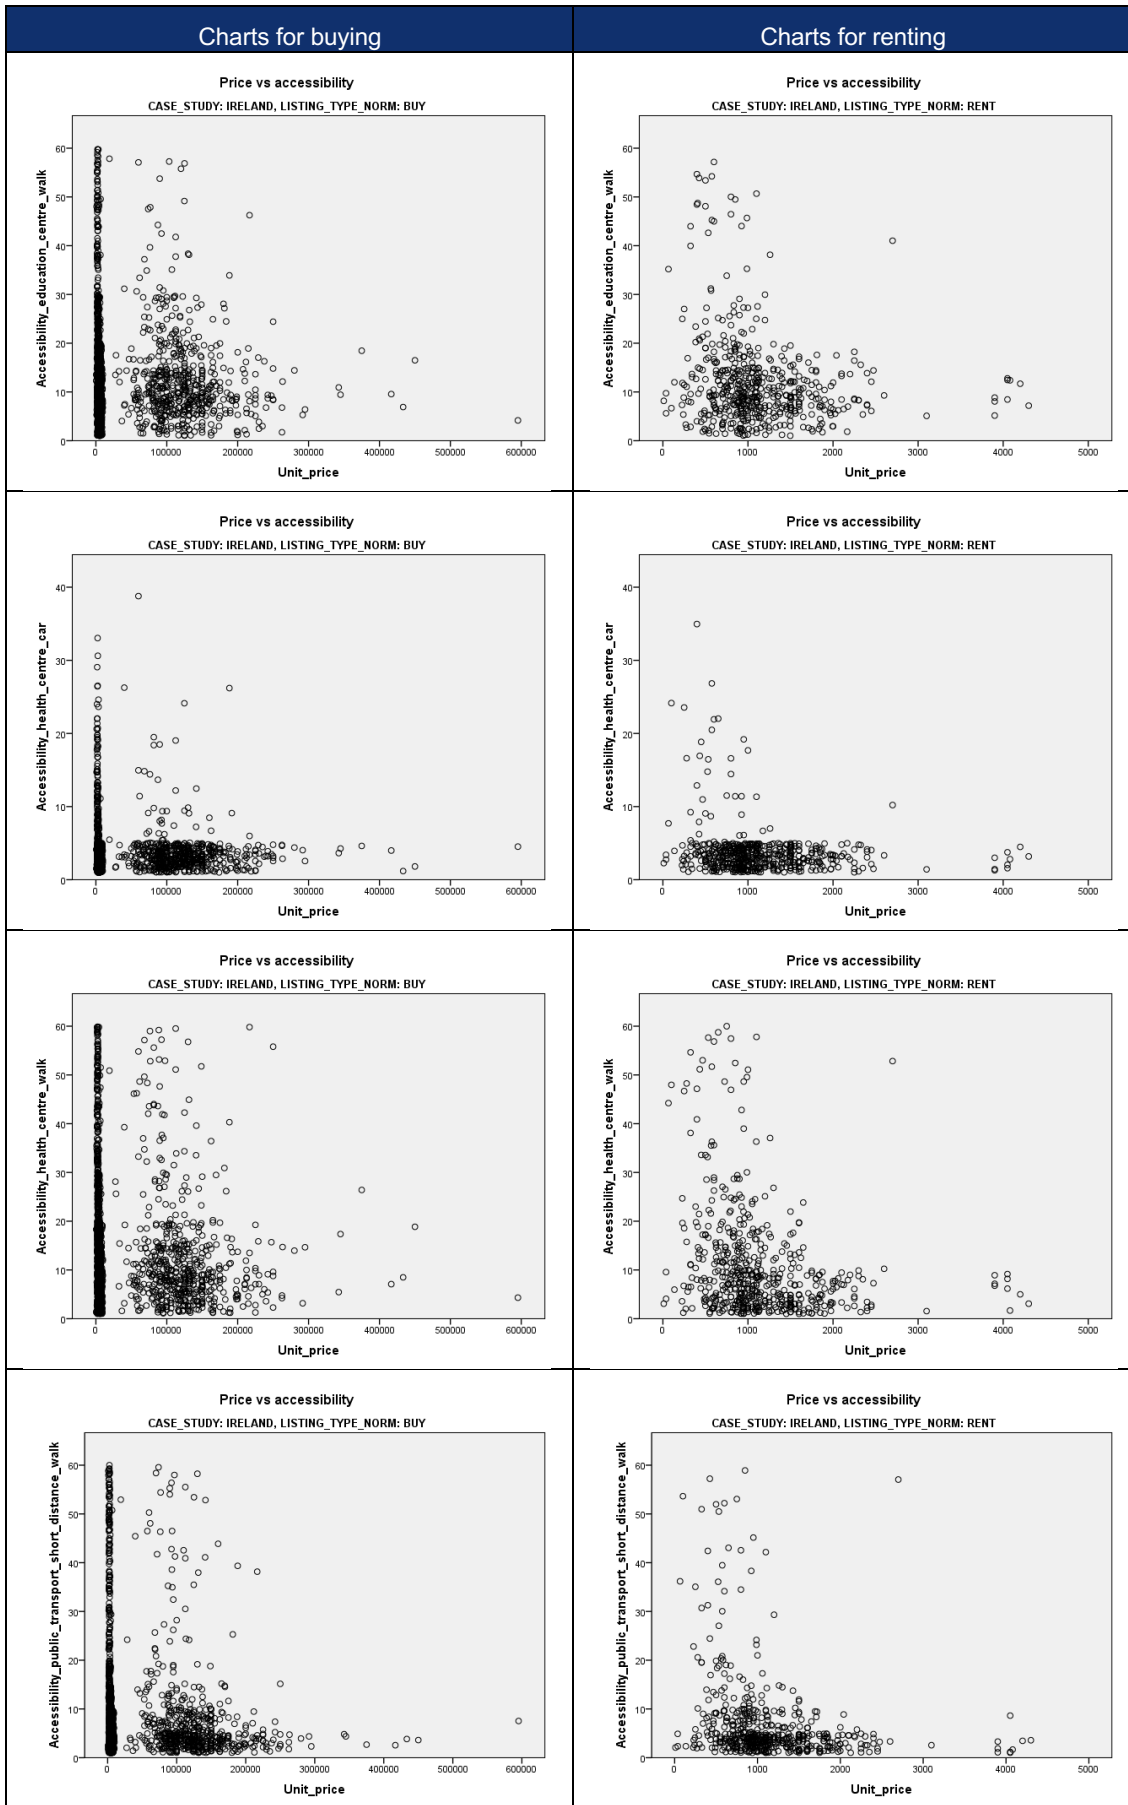 Charts for buying
Charts for renting
Price vs accessibility
CASE_STUDY: IRELAND, LISTING_TYPE_NORM: BUY
Accessibility_education_centre_walk
60
50
40
30
20
10
0
0 100000 200000 300000 400000 500000 600000
Unit_price
Price vs accessibility
CASE_STUDY: IRELAND, LISTING_TYPE_NORM: RENT
Accessibility_education_centre_walk
60
50
40
30
20
10
0
0 1000 2000 3000 4000 5000
Unit_price
Price vs accessibility
CASE_STUDY: IRELAND, LISTING_TYPE_NORM: BUY
Accessibility_health_centre_car
40
30
20
10
0
0 100000 200000 300000 400000 500000 600000
Unit_price
Price vs accessibility
CASE_STUDY: IRELAND, LISTING_TYPE_NORM: RENT
Accessibility_health_centre_car
40
30
20
10
0
0 1000 2000 3000 4000 5000
Unit_price
Price vs accessibility
CASE_STUDY: IRELAND, LISTING_TYPE_NORM: BUY
Accessibility_health_centre_walk
60
50
40
30
20
10
0
0 100000 200000 300000 400000 500000 600000
Unit_price
Price vs accessibility
CASE_STUDY: IRELAND, LISTING_TYPE_NORM: RENT
Accessibility_health_centre_walk
60
50
40
30
20
10
0
0 1000 2000 3000 4000 5000
Unit_price
Price vs accessibility
CASE_STUDY: IRELAND, LISTING_TYPE_NORM: BUY
Accessibility_public_transport_short_distance_walk
60
50
40
30
20
10
0
0 100000 200000 300000 400000 500000 600000
Unit_price
Price vs accessibility
CASE_STUDY: IRELAND, LISTING_TYPE_NORM: RENT
Accessibility_public_transport_short_distance_walk
60
50
40
30
20
10
0
0 1000 2000 3000 4000 5000
Unit_price